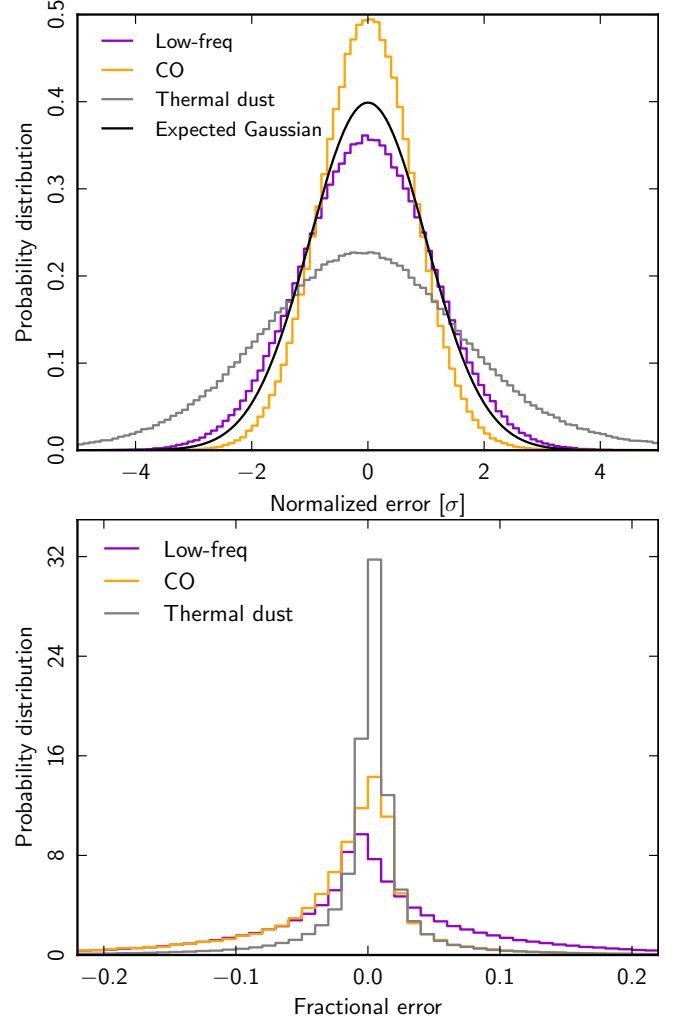 0.5
Low-freq
CO
Thermal dust
Expected Gaussian
0.4
0.3
0.2
0.1
0.0
Probability distribution
−4 −2 0 2 4
Normalized error [σ]
Low-freq
CO
Thermal dust
32
24
16
8
0
Probability distribution
−0.2 −0.1 0.0 0.1 0.2
Fractional error